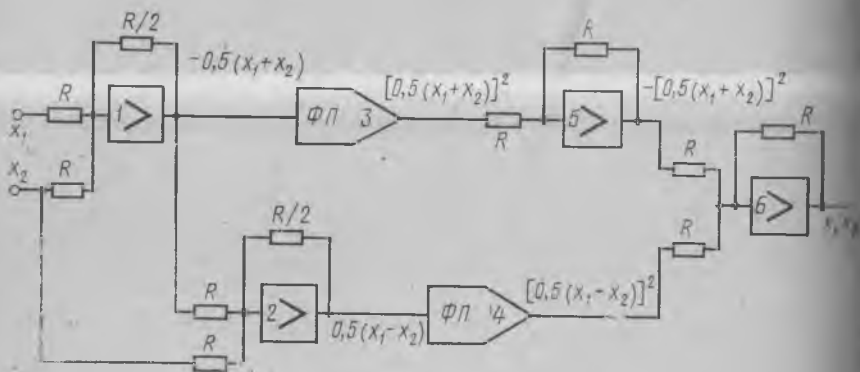 R/2
-0,5(x₁+x₂)
R
x₁
1 >
ФП 3
[0,5(x₁+x₂)]²
R
R
5 >
-[0,5(x₁+x₂)]²
R
R
6 >
x₂
R
R/2
R
2 >
0,5(x₁-x₂)
ФП 4
[0,5(x₁-x₂)]²
R
R